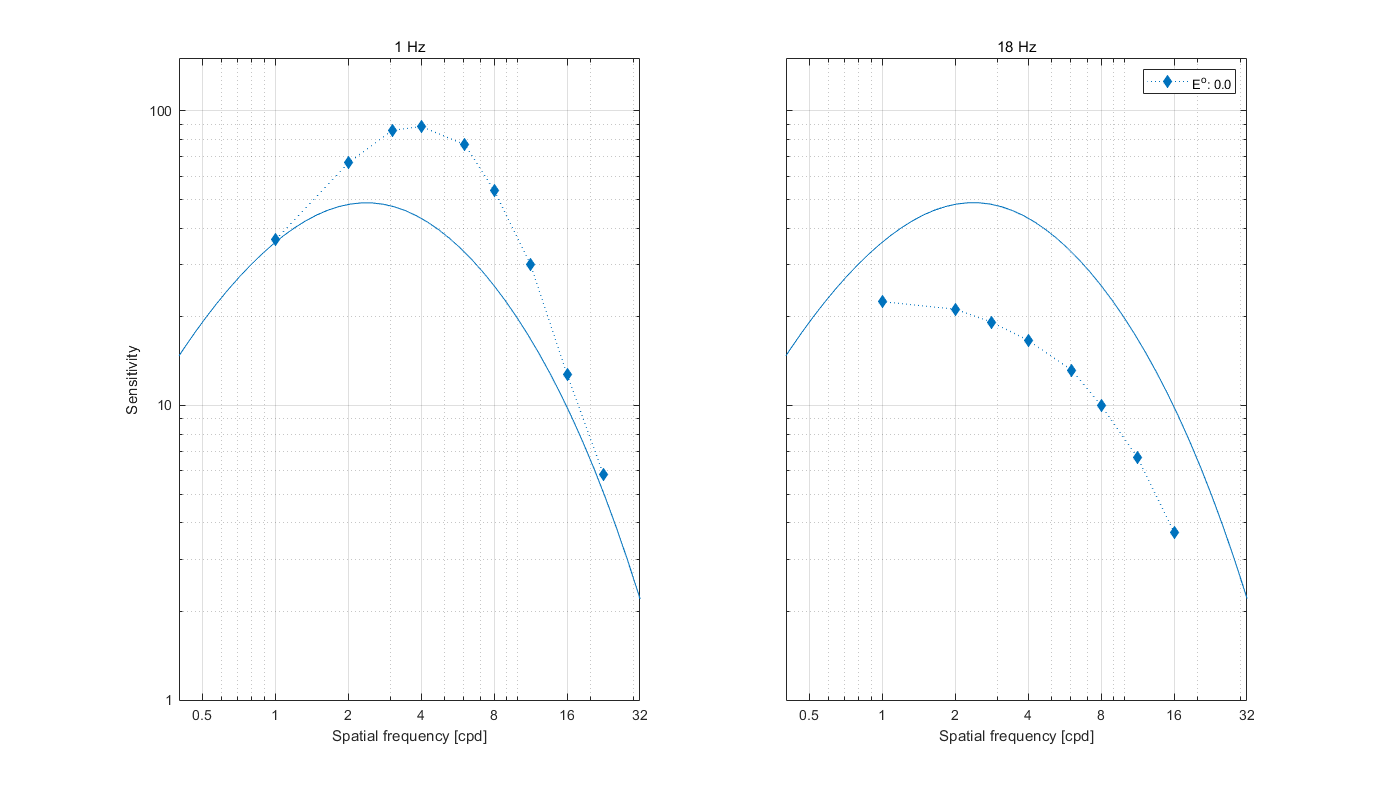 1 Hz
100
10
1
Sensitivity
0.5 1 2 4 8 16 32
Spatial frequency [cpd]
18 Hz
Eº: 0.0
0.5 1 2 4 8 16 32
Spatial frequency [cpd]